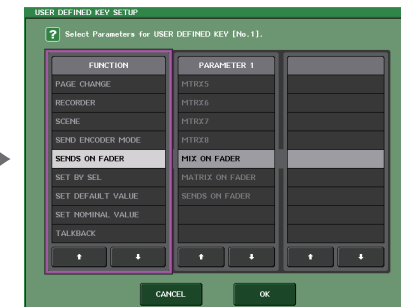 USER DEFINED KEY SETUP
? Select Parameters for USER DEFINED KEY [No.1].
FUNCTION
PAGE CHANGE
RECORDER
SCENE
SEND ENCODER MODE
SENDS ON FADER
SET BY SEL
SET DEFAULT VALUE
SET NOMINAL VALUE
TALKBACK
PARAMETER 1
MTRX5
MTRX6
MTRX7
MTRX8
MIX ON FADER
MATRIX ON FADER
SENDS ON FADER
CANCEL
OK